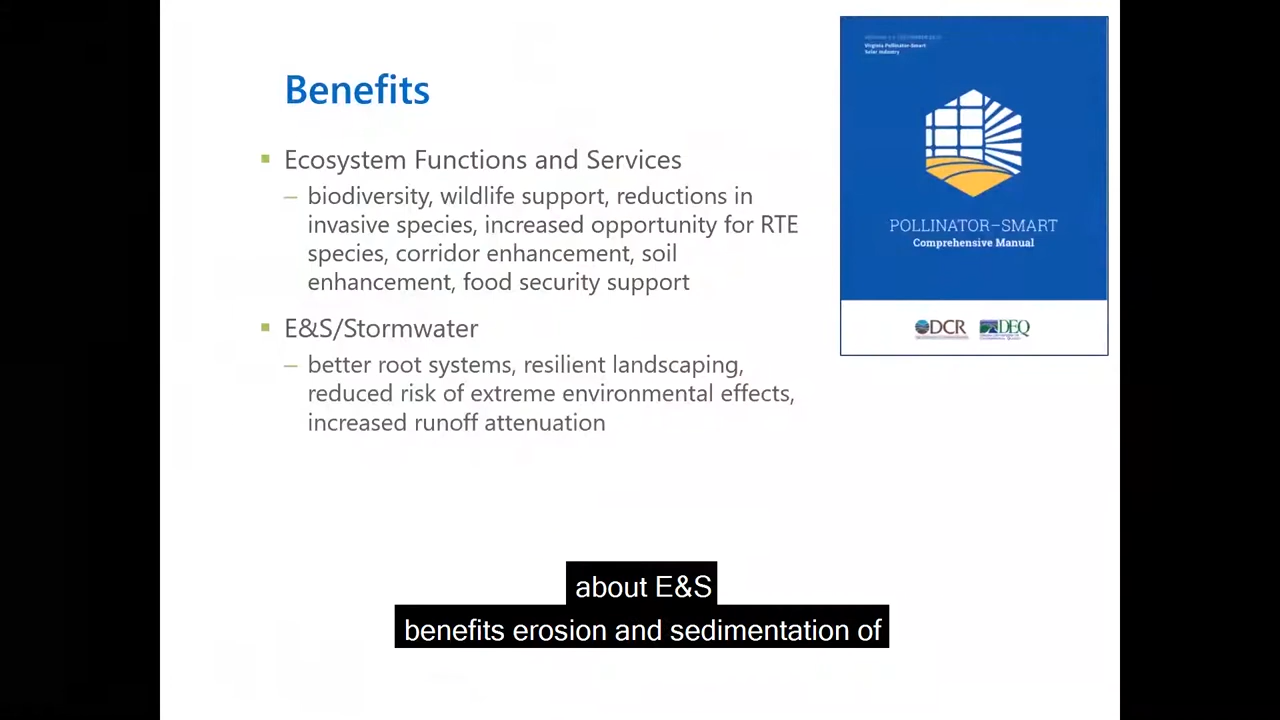 Benefits
▪ Ecosystem Functions and Services
– biodiversity, wildlife support, reductions in
invasive species, increased opportunity for RTE
species, corridor enhancement, soil
enhancement, food security support
▪ E&S/Stormwater
– better root systems, resilient landscaping,
reduced risk of extreme environmental effects,
increased runoff attenuation
Virginia Pollinator-Smart
Solar Industry
POLLINATOR–SMART
Comprehensive Manual
DCR
DEQ
about E&S
benefits erosion and sedimentation of